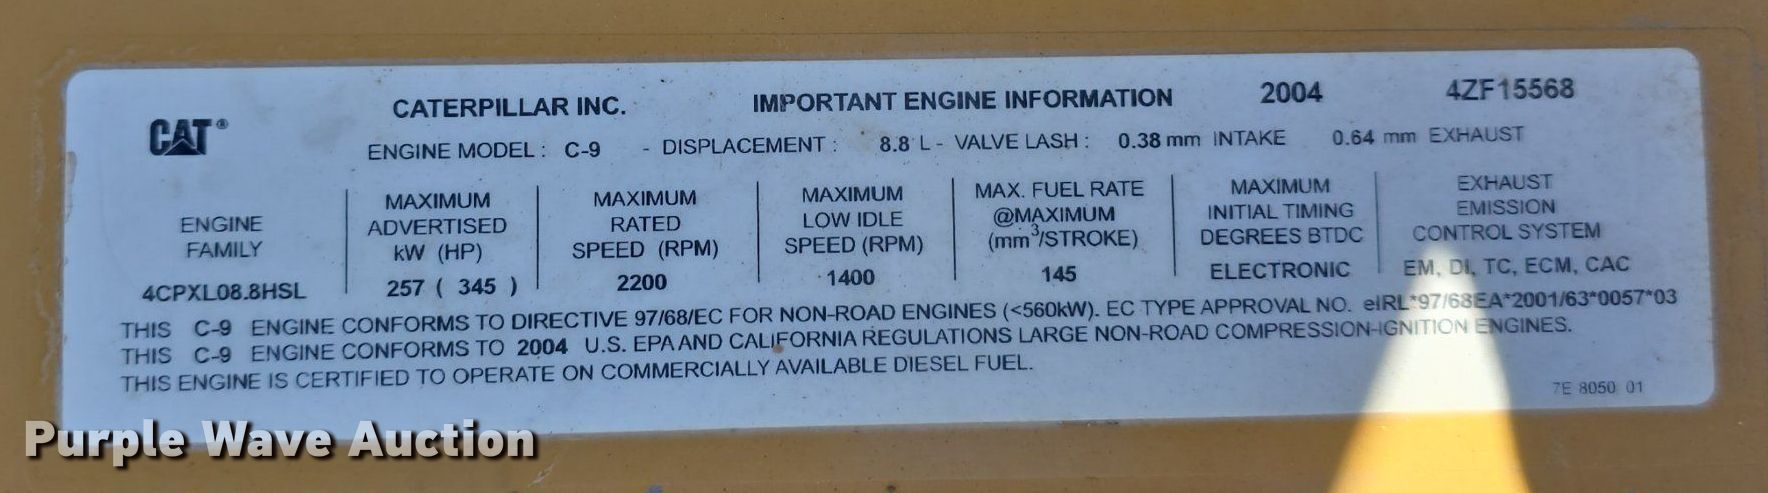 CAT®
CATERPILLAR INC. IMPORTANT ENGINE INFORMATION 2004 4ZF15568
ENGINE MODEL : C-9 - DISPLACEMENT : 8.8 L - VALVE LASH : 0.38 mm INTAKE 0.64 mm EXHAUST
ENGINE FAMILY
4CPXL08.8HSL
MAXIMUM ADVERTISED kW (HP)
257 ( 345 )
MAXIMUM RATED SPEED (RPM)
2200
MAXIMUM LOW IDLE SPEED (RPM)
1400
MAX. FUEL RATE @MAXIMUM (mm³/STROKE)
145
MAXIMUM INITIAL TIMING DEGREES BTDC
ELECTRONIC
EXHAUST EMISSION CONTROL SYSTEM
EM, DI, TC, ECM, CAC
THIS C-9 ENGINE CONFORMS TO DIRECTIVE 97/68/EC FOR NON-ROAD ENGINES (<560kW). EC TYPE APPROVAL NO. eIRL*97/68EA*2001/63*0057*03
THIS C-9 ENGINE CONFORMS TO 2004 U.S. EPA AND CALIFORNIA REGULATIONS LARGE NON-ROAD COMPRESSION-IGNITION ENGINES.
THIS ENGINE IS CERTIFIED TO OPERATE ON COMMERCIALLY AVAILABLE DIESEL FUEL.
7E 8050 01
Purple Wave Auction